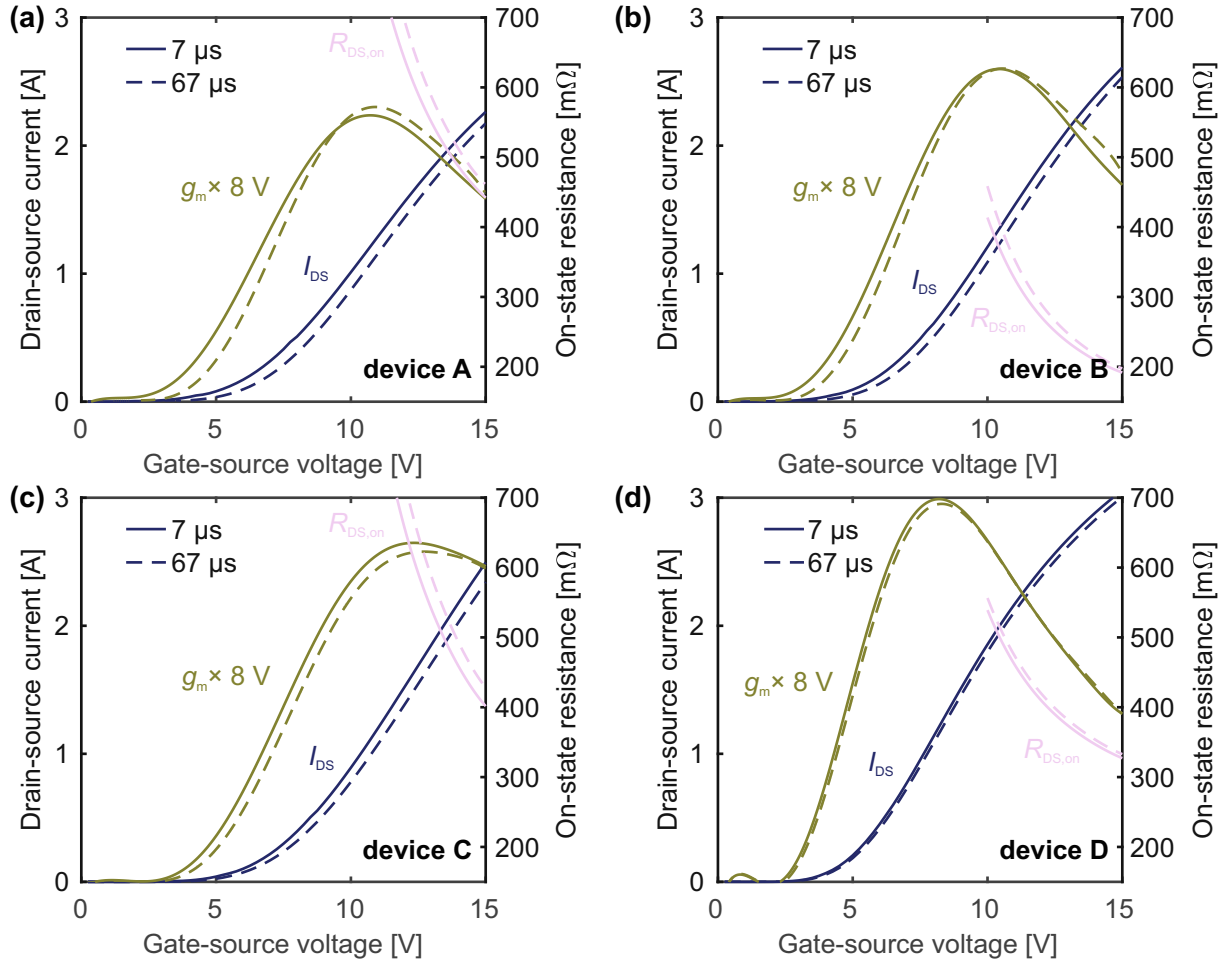 (a)
7 µs
67 µs
R_DS,on
g_m × 8 V
I_DS
device A
Drain-source current [A]
0
1
2
3
On-state resistance [mΩ]
200
300
400
500
600
700
0
5
10
15
Gate-source voltage [V]
(b)
7 µs
67 µs
g_m × 8 V
I_DS
R_DS,on
device B
Drain-source current [A]
0
1
2
3
On-state resistance [mΩ]
200
300
400
500
600
700
0
5
10
15
Gate-source voltage [V]
(c)
7 µs
67 µs
R_DS,on
g_m × 8 V
I_DS
device C
Drain-source current [A]
0
1
2
3
On-state resistance [mΩ]
200
300
400
500
600
700
0
5
10
15
Gate-source voltage [V]
(d)
7 µs
67 µs
g_m × 8 V
I_DS
R_DS,on
device D
Drain-source current [A]
0
1
2
3
On-state resistance [mΩ]
200
300
400
500
600
700
0
5
10
15
Gate-source voltage [V]